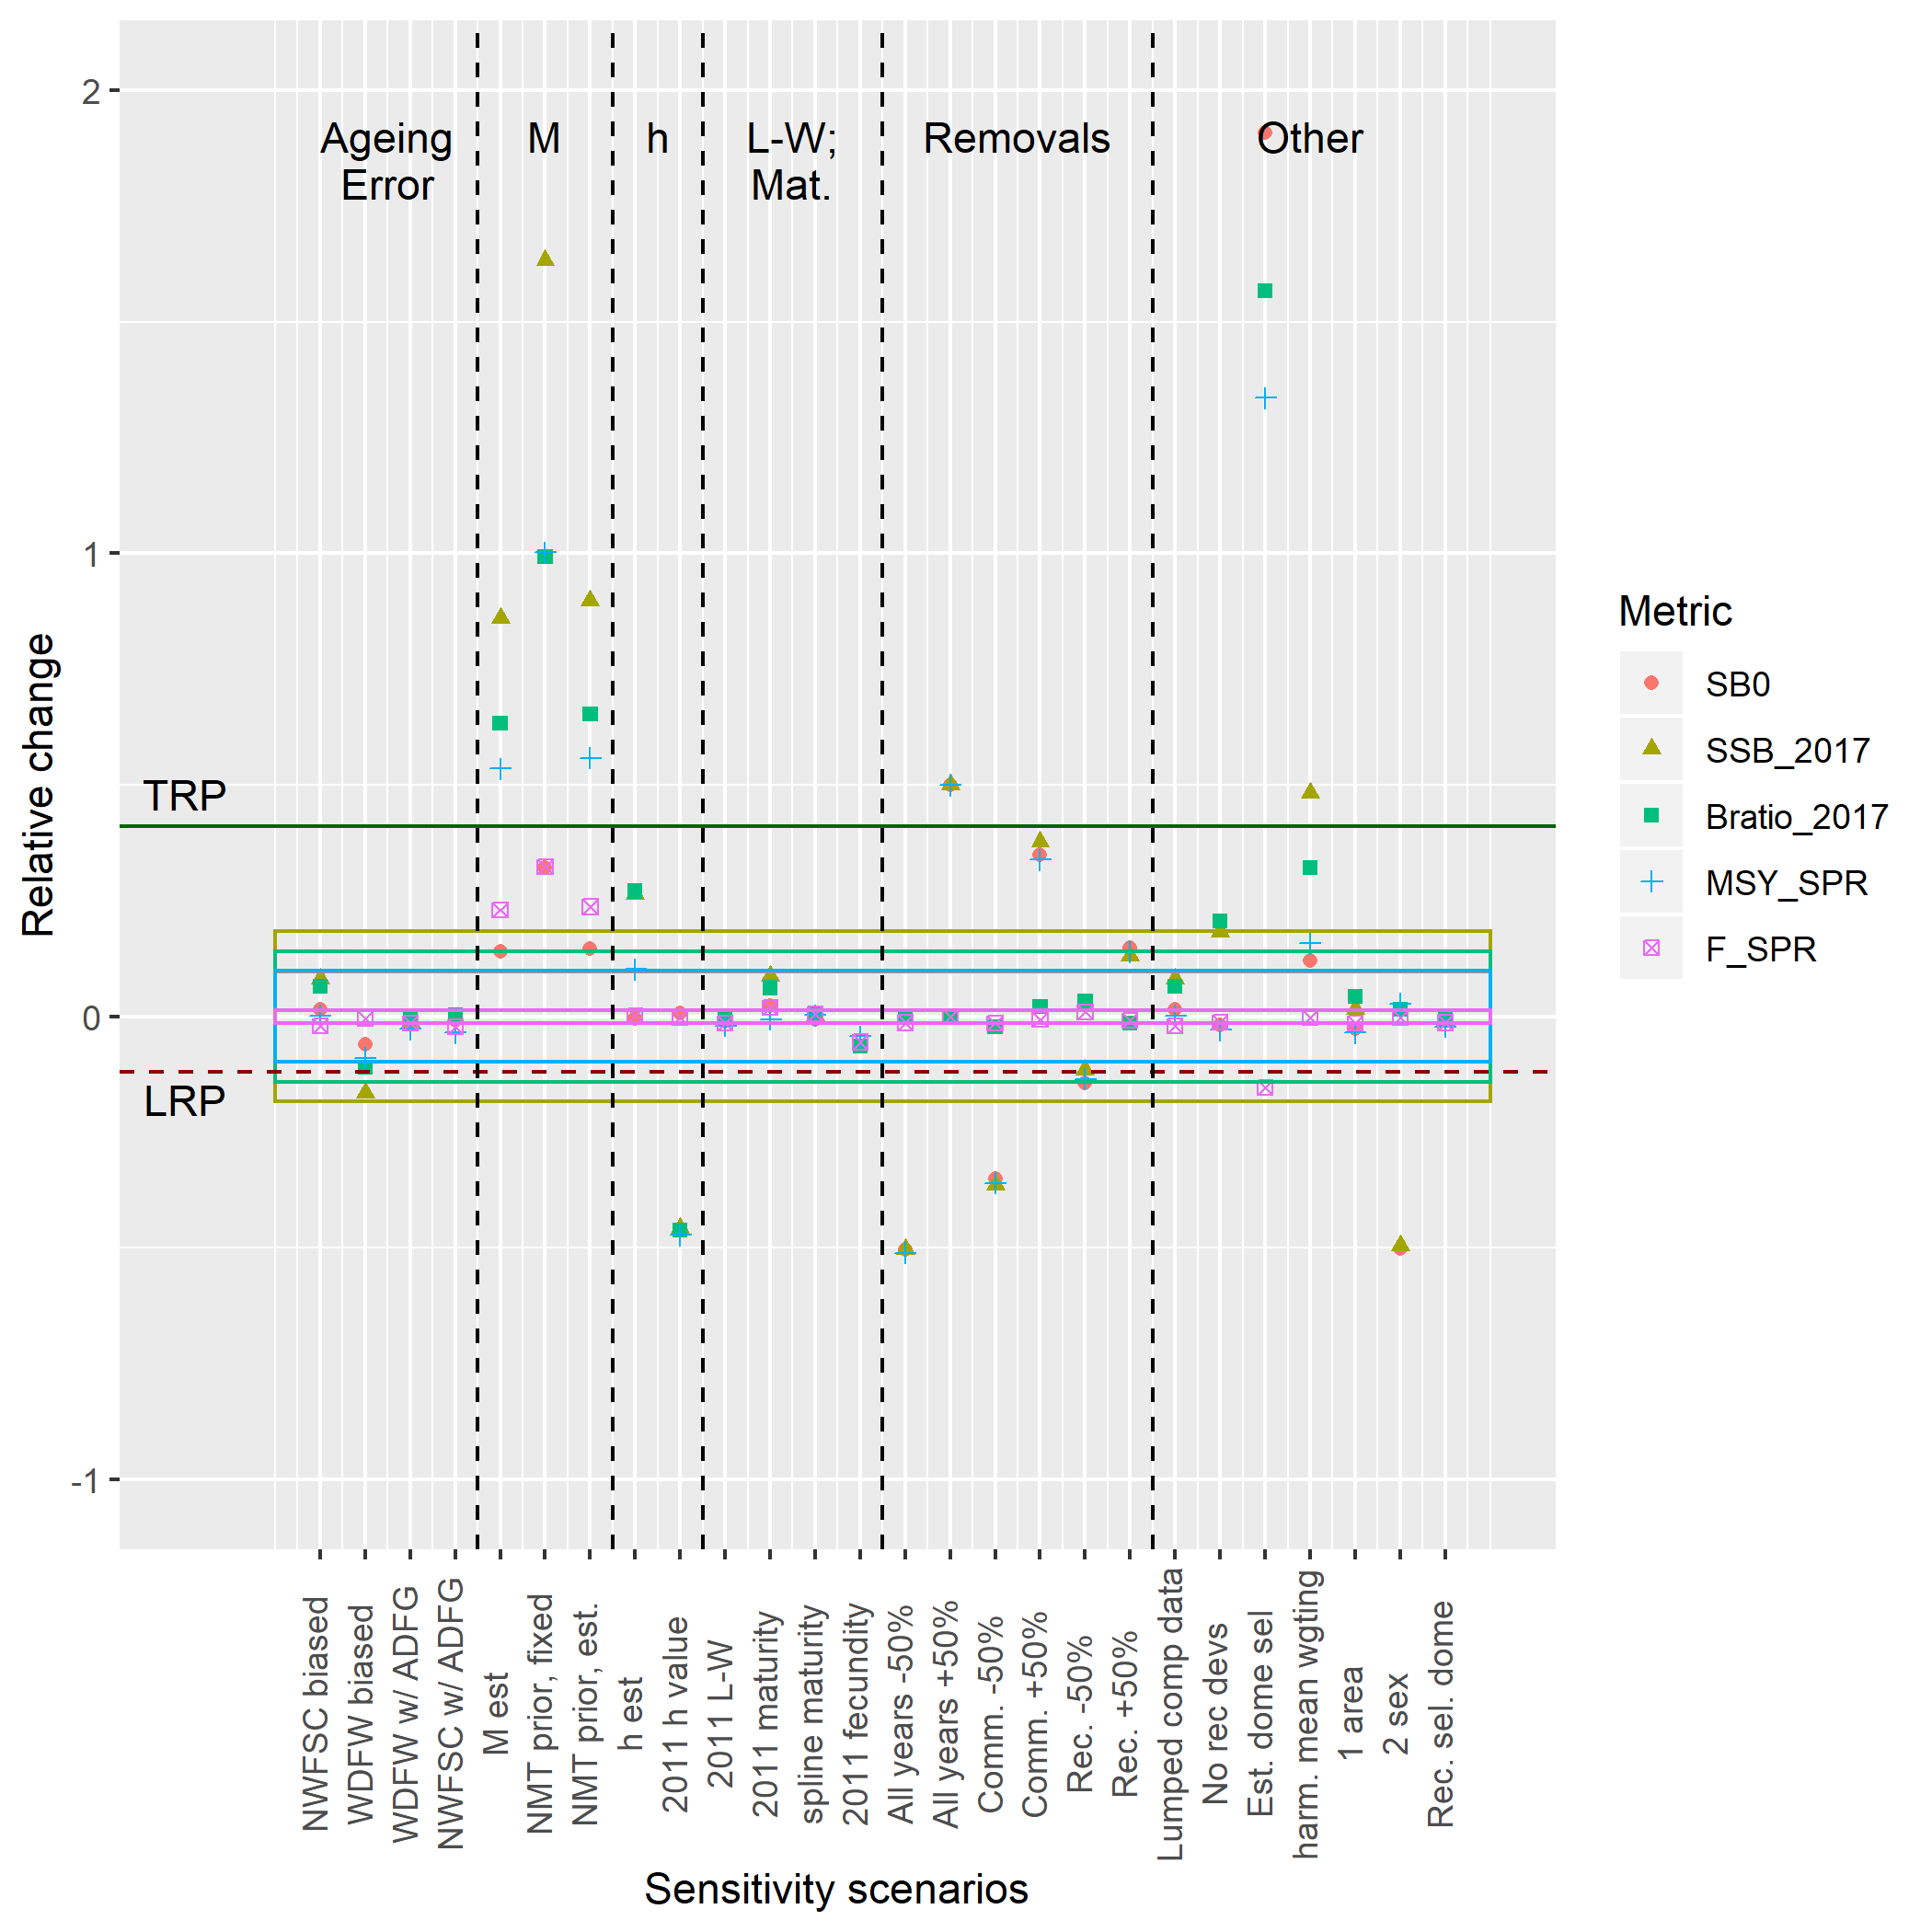 2
1
0
-1
Relative change
Ageing
Error
M
h
L-W;
Mat.
Removals
Other
TRP
LRP
NWFSC biased
WDFW biased
WDFW w/ ADFG
NWFSC w/ ADFG
M est
NMT prior, fixed
NMT prior, est.
h est
2011 h value
2011 L-W
2011 maturity
spline maturity
2011 fecundity
All years -50%
All years +50%
Comm. -50%
Comm. +50%
Rec. -50%
Rec. +50%
Lumped comp data
No rec devs
Est. dome sel
harm. mean wgting
1 area
2 sex
Rec. sel. dome
Sensitivity scenarios
Metric
SB0
SSB_2017
Bratio_2017
MSY_SPR
F_SPR